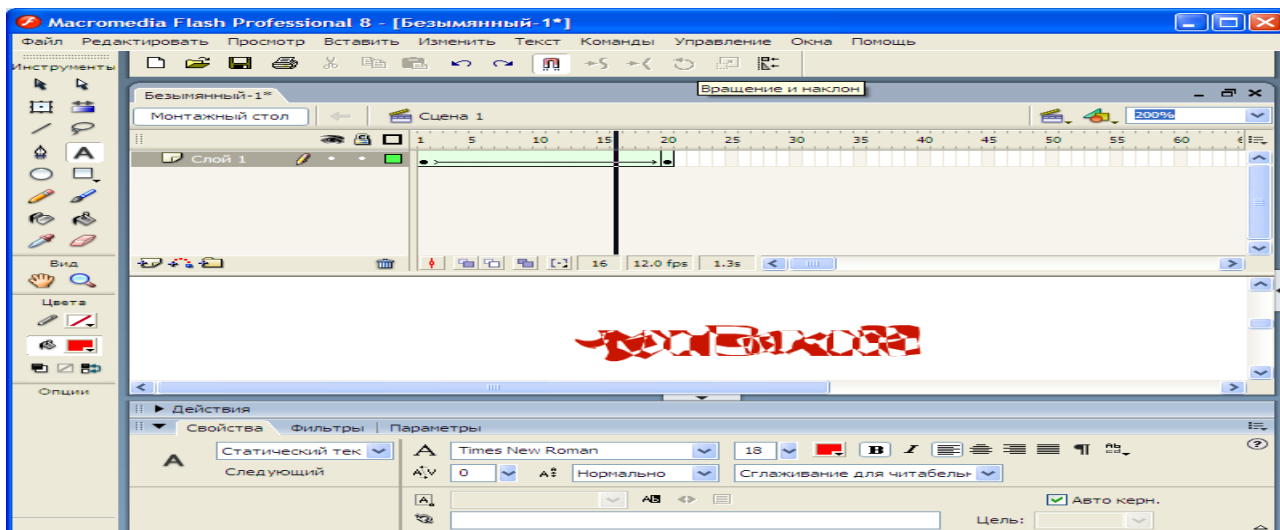 Macromedia Flash Professional 8 - [Безымянный-1*]
Файл Редактировать Просмотр Вставить Изменить Текст Команды Управление Окна Помощь
Инструменты
Вращение и наклон
Безымянный-1*
Монтажный стол Сцена 1 200%
1 5 10 15 20 25 30 35 40 45 50 55 60
Слой 1
16 12.0 fps 1.3s
Вид
Цвета
Опции
Действия
Свойства Фильтры Параметры
A Статический тек A Times New Roman 18 B I
Следующий A V 0 Нормально Сглаживание для читабельн
Авто керн.
Цель: